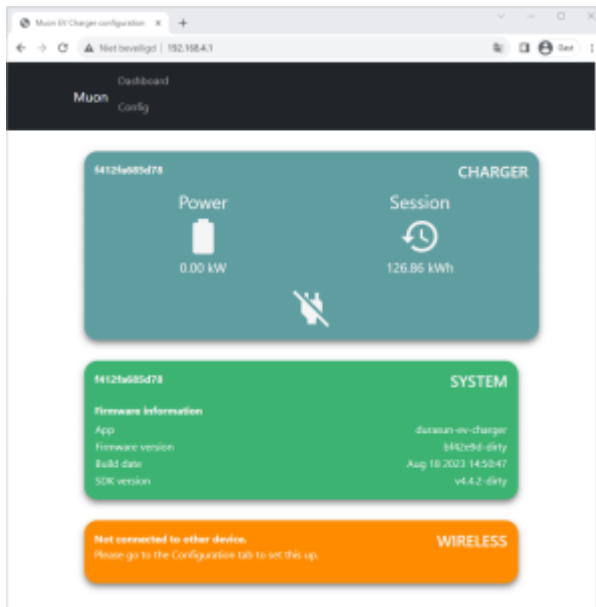 Muon EV Charger configuration
Niet beveiligd | 192.168.4.1
Gast
Muon
Dashboard
Config
f412fa685d78
CHARGER
Power
Session
0.00 kW
126.86 kWh
f412fa685d78
SYSTEM
Firmware information
App durasun-ev-charger
Firmware version bf42e9d-dirty
Build date Aug 18 2023 14:50:47
SDK version v4.4.2-dirty
Not connected to other device.
WIRELESS
Please go to the Configuration tab to set this up.